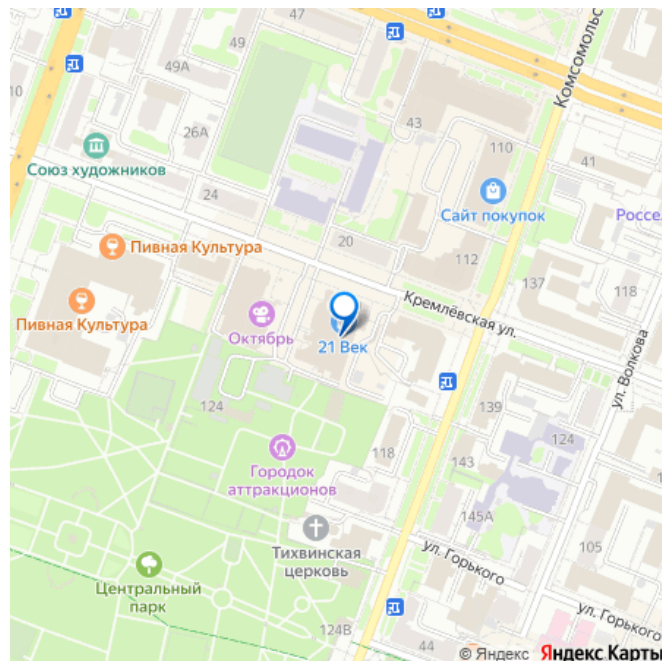 47
49
49А
10
26А
43
110
Комсомольс
41
Союз художников
24
Сайт покупок
Россел
20
Пивная Культура
112
137
118
Пивная Культура
Кремлёвская ул.
Октябрь
21 Век
ул. Волкова
124
139
124
118
143
Городок
аттракционов
145А
105
Тихвинская
церковь
ул. Горького
Центральный
парк
ул. Горького
124В
44
© Яндекс Яндекс Карты